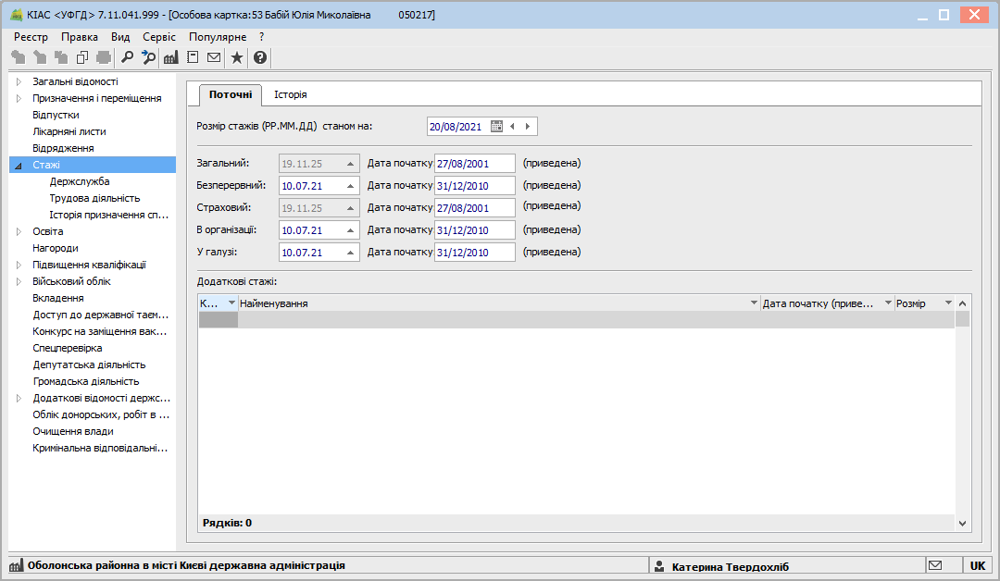 КІАС <УФГД> 7.11.041.999 - [Особова картка:53 Бабій Юлія Миколаївна 050217]
Реєстр Правка Вид Сервіс Популярне ?
Загальні відомості
Призначення і переміщення
Відпустки
Лікарняні листи
Відрядження
Стажі
Держслужба
Трудова діяльність
Історія призначення сп...
Освіта
Нагороди
Підвищення кваліфікації
Військовий облік
Вкладення
Доступ до державної таєм...
Конкурс на заміщення вак...
Спецперевірка
Депутатська діяльність
Громадська діяльність
Додаткові відомості держс...
Облік донорських, робіт в ...
Очищення влади
Кримінальна відповідальні...
Поточні Історія
Розмір стажів (РР.ММ.ДД) станом на: 20/08/2021
Загальний: 19.11.25 Дата початку: 27/08/2001 (приведена)
Безперервний: 10.07.21 Дата початку: 31/12/2010 (приведена)
Страховий: 19.11.25 Дата початку: 27/08/2001 (приведена)
В організації: 10.07.21 Дата початку: 31/12/2010 (приведена)
У галузі: 10.07.21 Дата початку: 31/12/2010 (приведена)
Додаткові стажі:
К... Найменування Дата початку (приве... Розмір
Рядків: 0
Оболонська районна в місті Києві державна адміністрація Катерина Твердохліб UK